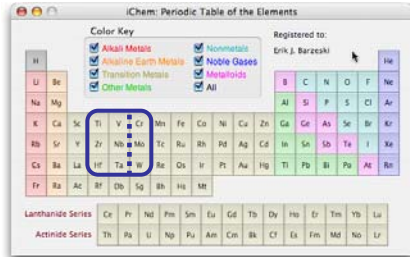 iChem: Periodic Table of the Elements
Color Key
Registered to:
Alkali Metals Nonmetals
Erik J. Barzeski
Alkaline Earth Metals Noble Gases
Transition Metals Metalloids
Other Metals All
H He
Li Be B C N O F Ne
Na Mg Al Si P S Cl Ar
K Ca Sc Ti V Cr Mn Fe Co Ni Cu Zn Ga Ge As Se Br Kr
Rb Sr Y Zr Nb Mo Tc Ru Rh Pd Ag Cd In Sn Sb Te I Xe
Cs Ba La Hf Ta W Re Os Ir Pt Au Hg Tl Pb Bi Po At Rn
Fr Ra Ac Rf Db Sg Bh Hs Mt
Lanthanide Series Ce Pr Nd Pm Sm Eu Gd Tb Dy Ho Er Tm Yb Lu
Actinide Series Th Pa U Np Pu Am Cm Bk Cf Es Fm Md No Lr